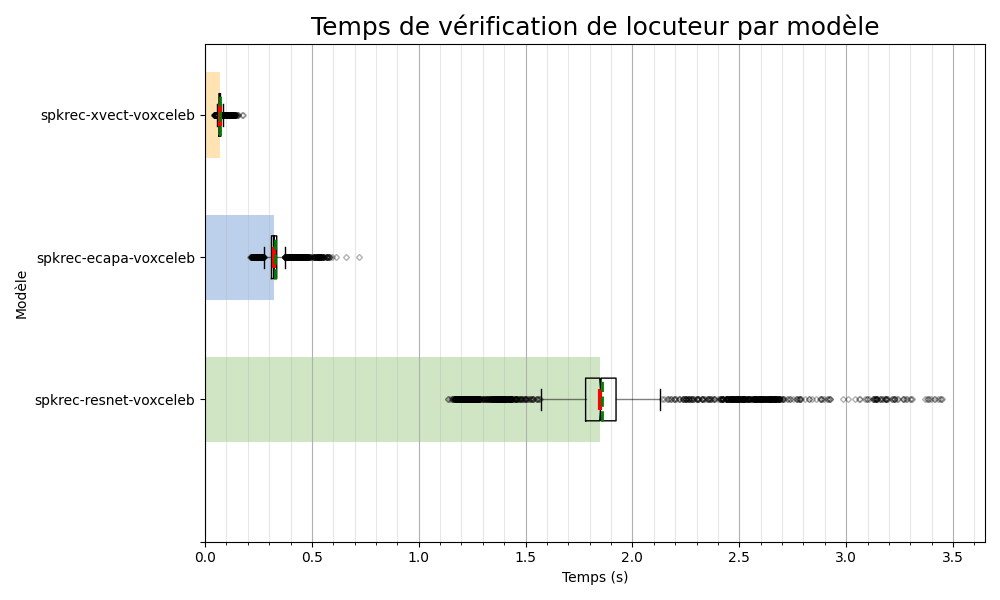 Temps de vérification de locuteur par modèle
spkrec-xvect-voxceleb
spkrec-ecapa-voxceleb
spkrec-resnet-voxceleb
Modèle
0.0 0.5 1.0 1.5 2.0 2.5 3.0 3.5
Temps (s)